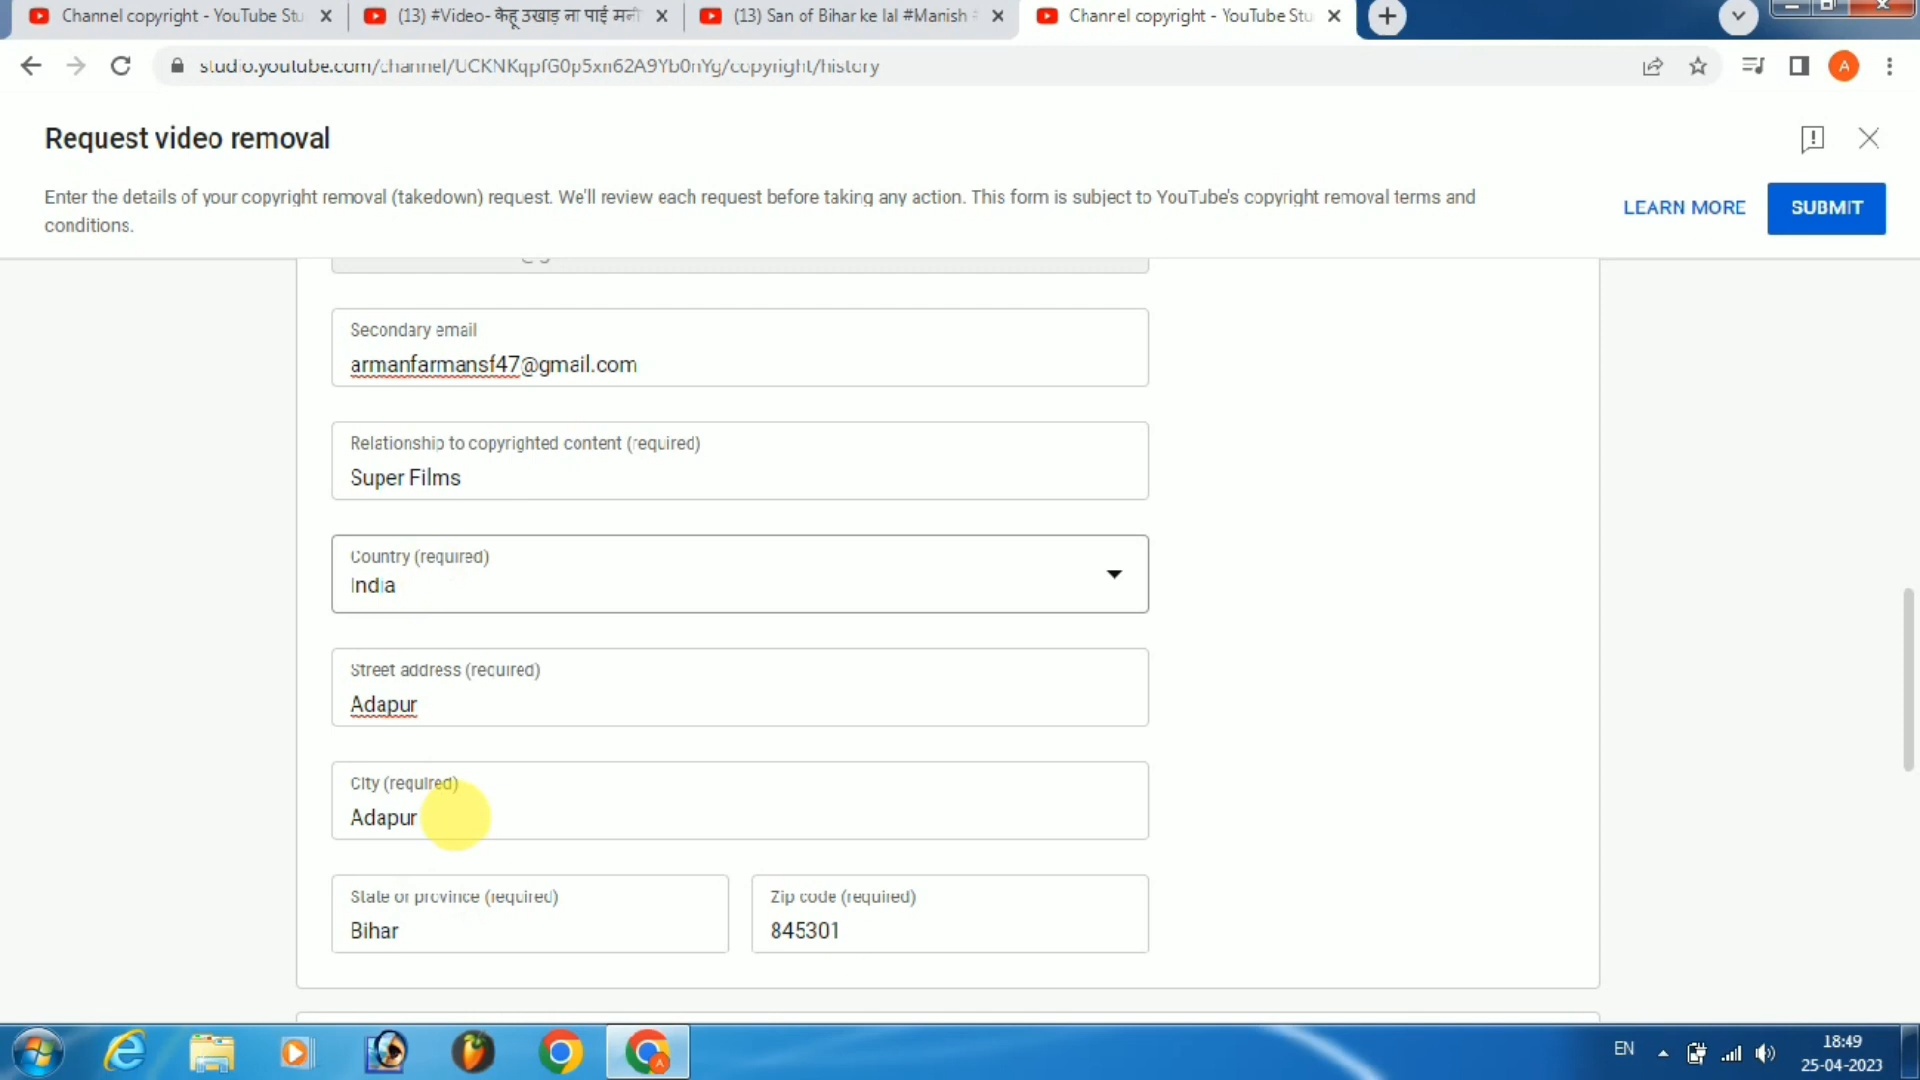 Channel copyright - YouTube Stu
(13) #Video- केहू उखाड़ ना पाई मनी
(13) San of Bihar ke lal #Manish
Channel copyright - YouTube Stu
studio.youtube.com/channel/UCKNKqpfG0p5xn62A9Yb0nYg/copyright/history
A
Request video removal
Enter the details of your copyright removal (takedown) request. We'll review each request before taking any action. This form is subject to YouTube's copyright removal terms and
conditions.
LEARN MORE
SUBMIT
Secondary email
armanfarmansf47@gmail.com
Relationship to copyrighted content (required)
Super Films
Country (required)
India
Street address (required)
Adapur
City (required)
Adapur
State or province (required)
Zip code (required)
Bihar
845301
EN
18:49
25-04-2023